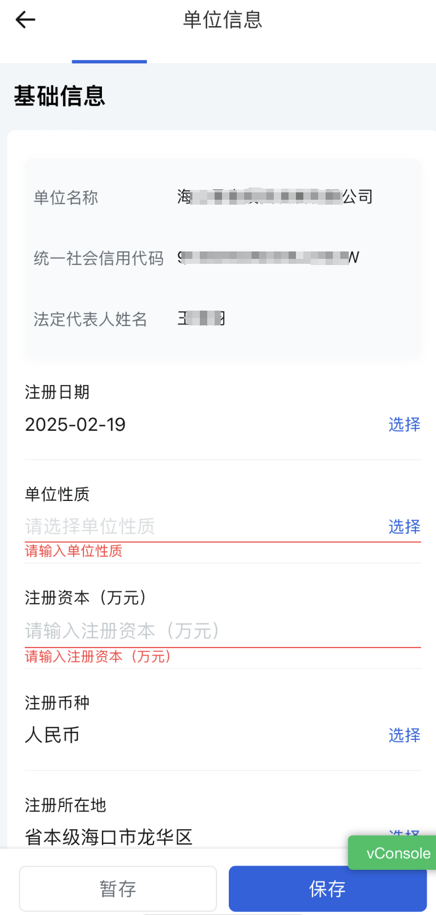 单位信息
基础信息
单位名称 海 公司
统一社会信用代码 9 W
法定代表人姓名 王
注册日期
2025-02-19 选择
单位性质
请选择单位性质 选择
请输入单位性质
注册资本（万元）
请输入注册资本（万元）
请输入注册资本（万元）
注册币种
人民币 选择
注册所在地
省本级海口市龙华区 选择
vConsole
暂存 保存